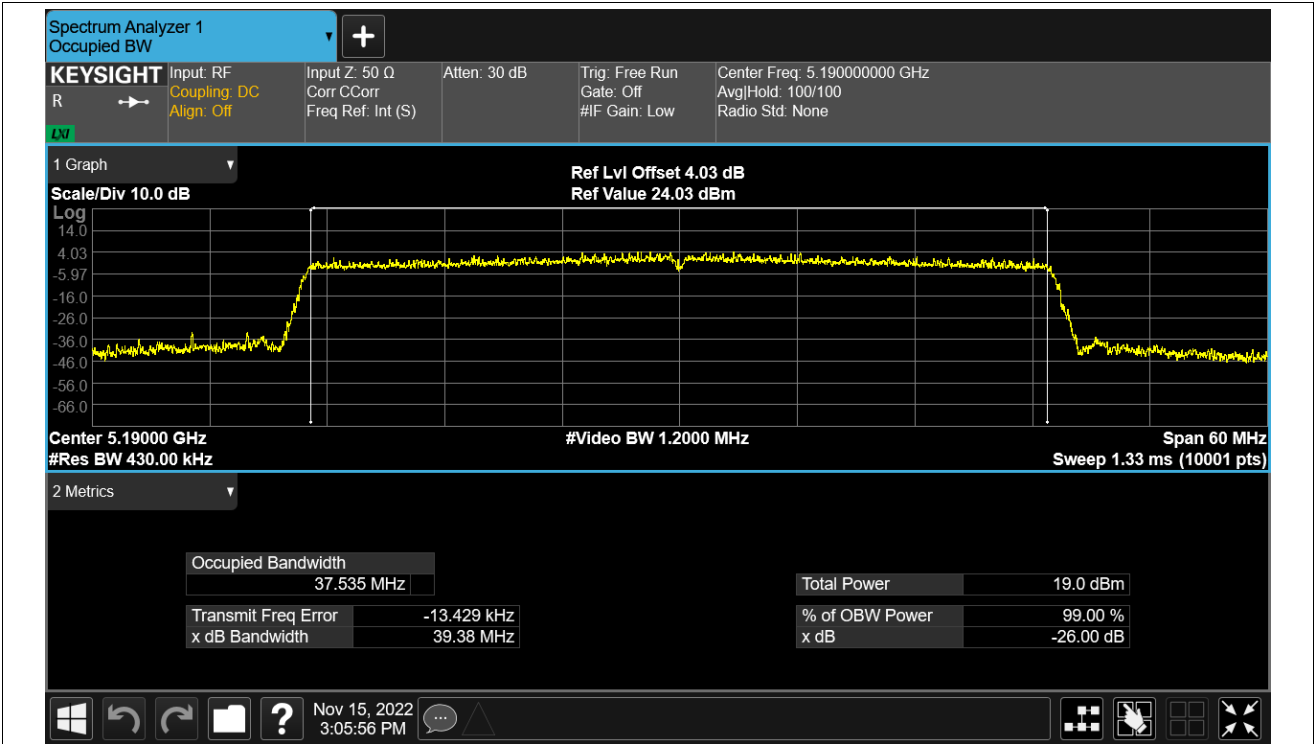 Spectrum Analyzer 1
Occupied BW
KEYSIGHT
R
LXI
Input: RF
Coupling: DC
Align: Off
Input Z: 50 Ω
Corr CCorr
Freq Ref: Int (S)
Atten: 30 dB
Trig: Free Run
Gate: Off
#IF Gain: Low
Center Freq: 5.190000000 GHz
Avg|Hold: 100/100
Radio Std: None
1 Graph
Scale/Div 10.0 dB
Ref Lvl Offset 4.03 dB
Ref Value 24.03 dBm
Log
14.0
4.03
-5.97
-16.0
-26.0
-36.0
-46.0
-56.0
-66.0
Center 5.19000 GHz
#Video BW 1.2000 MHz
Span 60 MHz
#Res BW 430.00 kHz
Sweep 1.33 ms (10001 pts)
2 Metrics
Occupied Bandwidth
37.535 MHz
Transmit Freq Error -13.429 kHz
x dB Bandwidth 39.38 MHz
Total Power 19.0 dBm
% of OBW Power 99.00 %
x dB -26.00 dB
?
Nov 15, 2022
3:05:56 PM